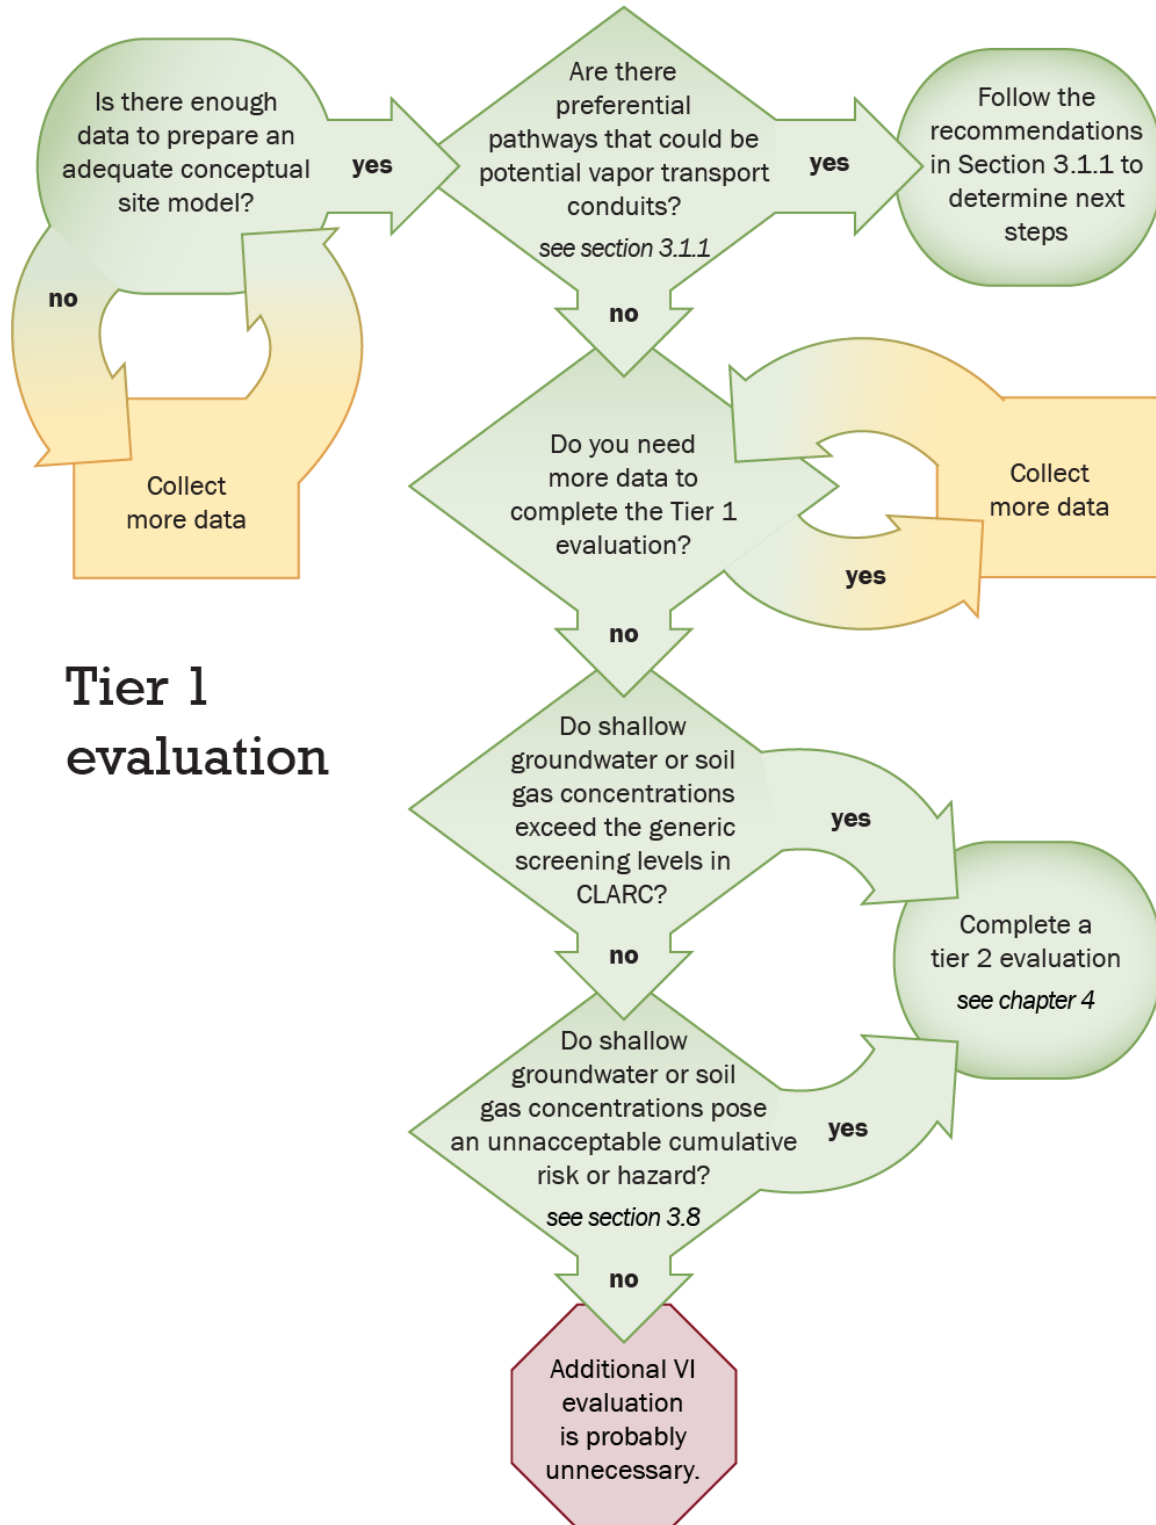 Is there enough
data to prepare an
adequate conceptual
site model?
yes
Are there
preferential
pathways that could be
potential vapor transport
conduits?
see section 3.1.1
yes
Follow the
recommendations
in Section 3.1.1 to
determine next
steps
no
Collect
more data
no
Do you need
more data to
complete the Tier 1
evaluation?
yes
Collect
more data
no
Tier 1
evaluation
Do shallow
groundwater or soil
gas concentrations
exceed the generic
screening levels in
CLARC?
yes
no
Complete a
tier 2 evaluation
see chapter 4
Do shallow
groundwater or soil
gas concentrations pose
an unnacceptable cumulative
risk or hazard?
see section 3.8
yes
no
Additional VI
evaluation
is probably
unnecessary.